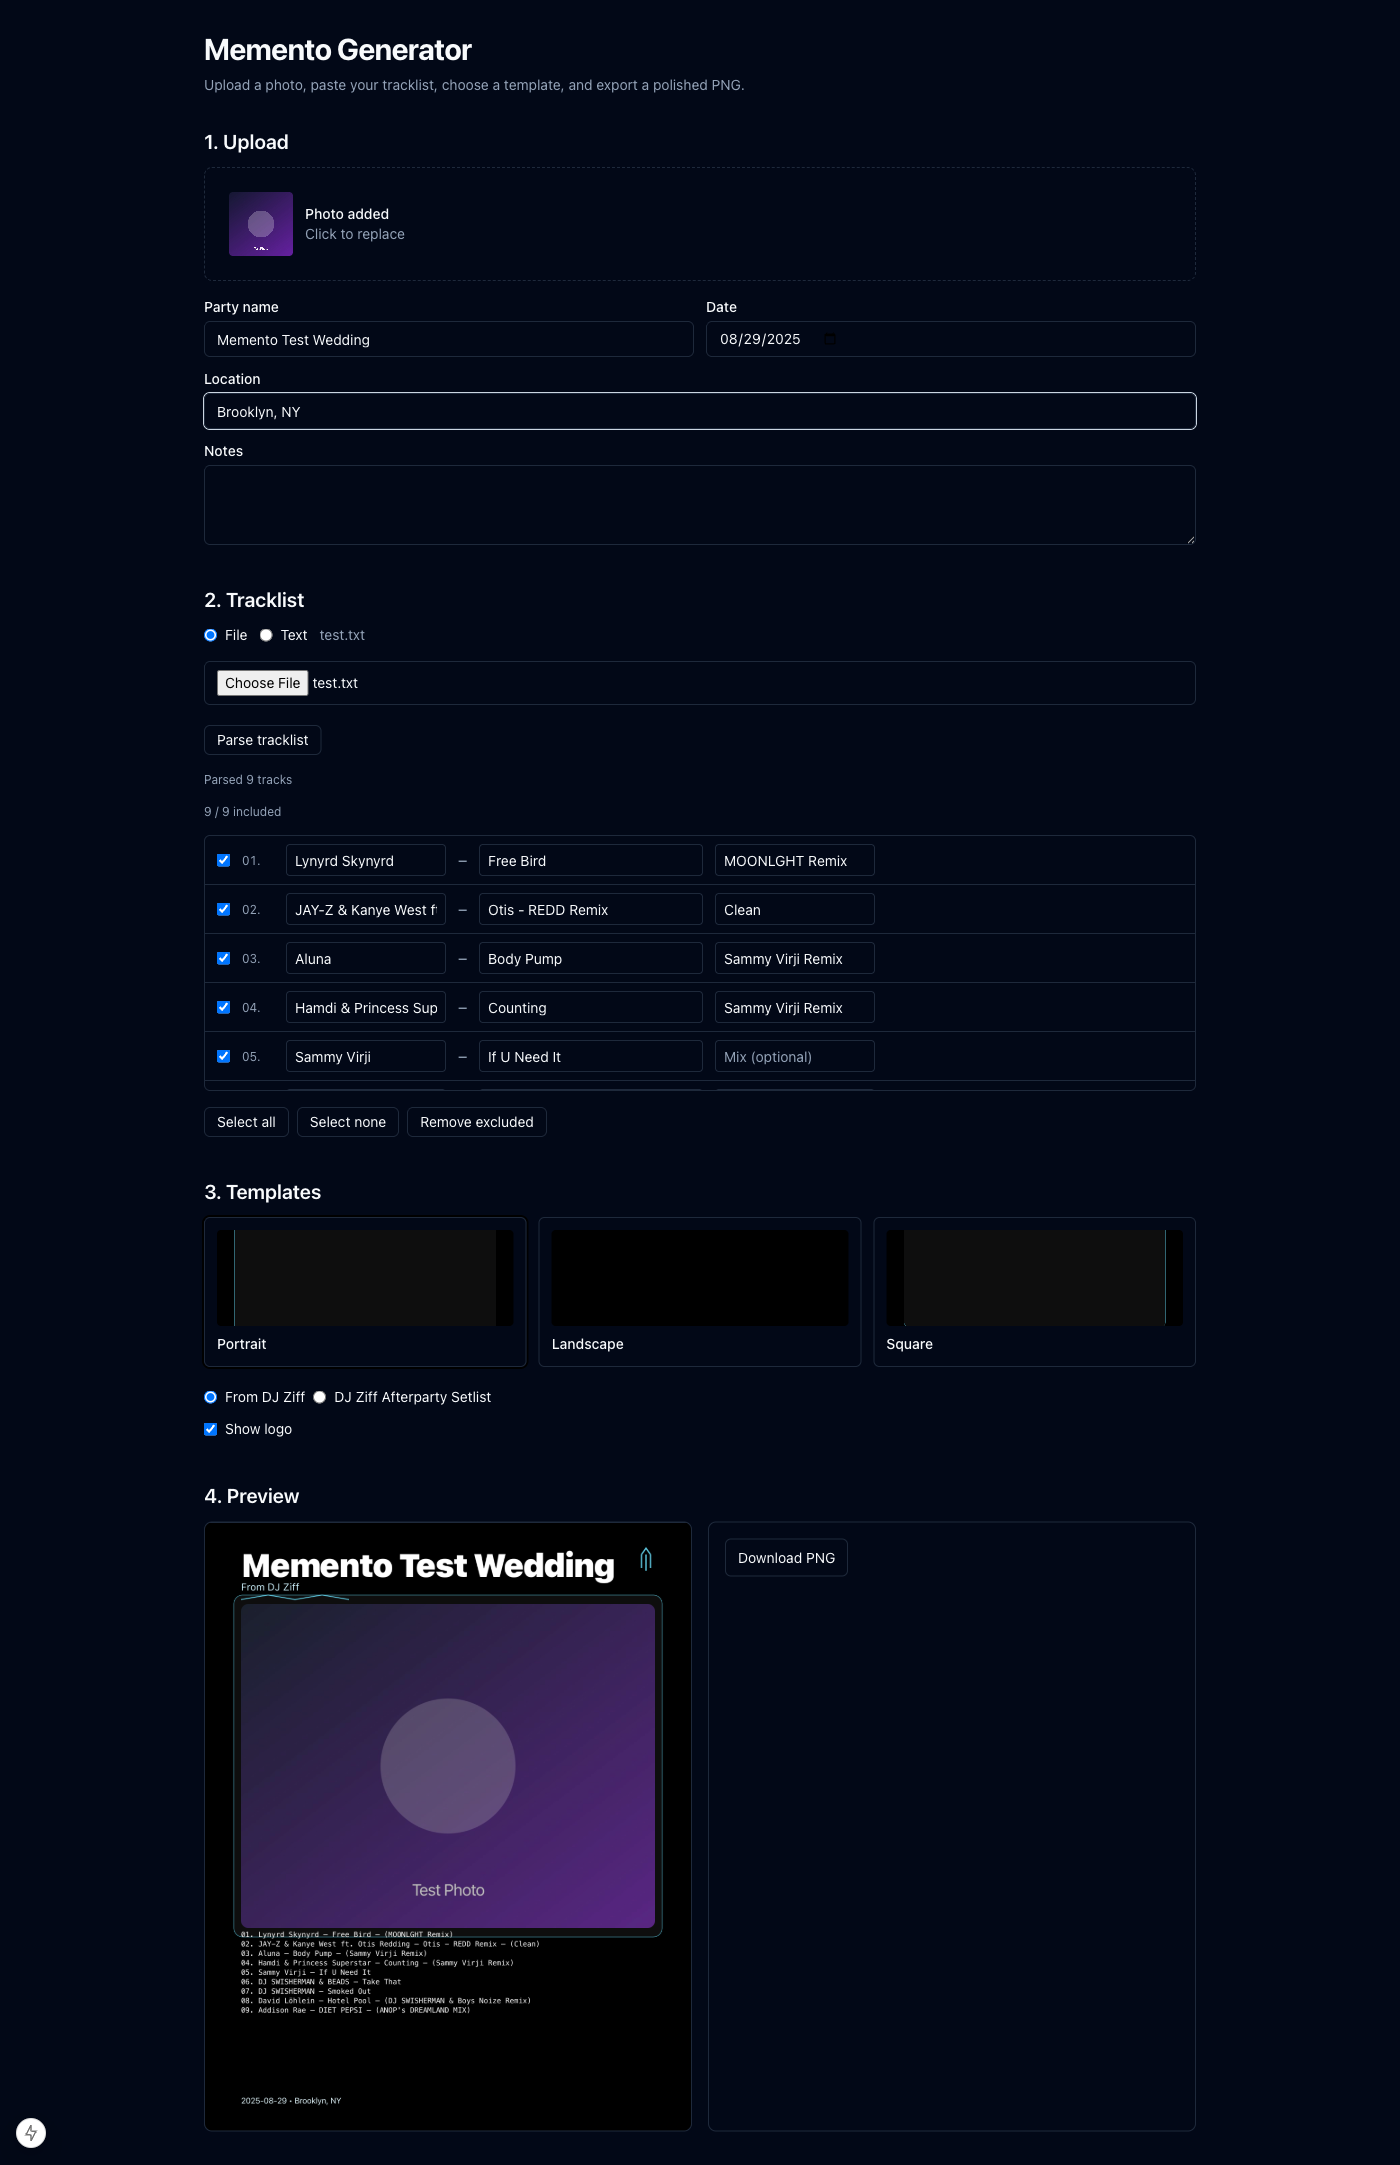 Memento Generator
Upload a photo, paste your tracklist, choose a template, and export a polished PNG.
1. Upload
Photo added
Click to replace
Party name
Date
Memento Test Wedding
08/29/2025
Location
Brooklyn, NY
Notes
2. Tracklist
File Text test.txt
Choose File test.txt
Parse tracklist
Parsed 9 tracks
9 / 9 included
01. Lynyrd Skynyrd – Free Bird MOONLGHT Remix
02. JAY-Z & Kanye West f – Otis - REDD Remix Clean
03. Aluna – Body Pump Sammy Virji Remix
04. Hamdi & Princess Sup – Counting Sammy Virji Remix
05. Sammy Virji – If U Need It Mix (optional)
Select all Select none Remove excluded
3. Templates
Portrait
Landscape
Square
From DJ Ziff DJ Ziff Afterparty Setlist
Show logo
4. Preview
Memento Test Wedding
From DJ Ziff
Test Photo
01. Lynyrd Skynyrd – Free Bird – (MOONLGHT Remix)
02. JAY-Z & Kanye West ft. Otis Redding – Otis - REDD Remix – (Clean)
03. Aluna – Body Pump – (Sammy Virji Remix)
04. Hamdi & Princess Superstar – Counting – (Sammy Virji Remix)
05. Sammy Virji – If U Need It
06. DJ SWISHERMAN & BEADS – Take That
07. DJ SWISHERMAN – Smoked Out
08. David Löhlein – Hotel Pool – (DJ SWISHERMAN & Boys Noize Remix)
09. Addison Rae – DIET PEPSI – (ANOP's DREAMLAND MIX)
2025-08-29 • Brooklyn, NY
Download PNG